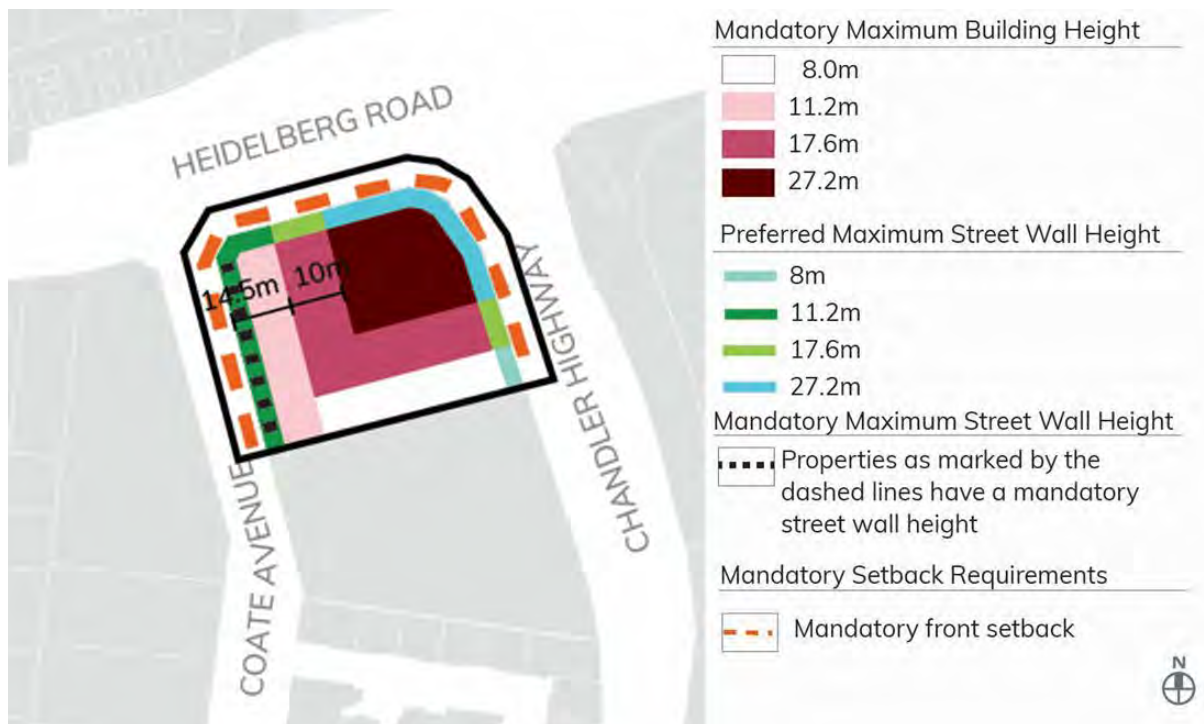 HEIDELBERG ROAD
14.5m
10m
CHANDLER HIGHWAY
COATE AVENUE
Mandatory Maximum Building Height
8.0m
11.2m
17.6m
27.2m
Preferred Maximum Street Wall Height
8m
11.2m
17.6m
27.2m
Mandatory Maximum Street Wall Height
Properties as marked by the
dashed lines have a mandatory
street wall height
Mandatory Setback Requirements
Mandatory front setback
N